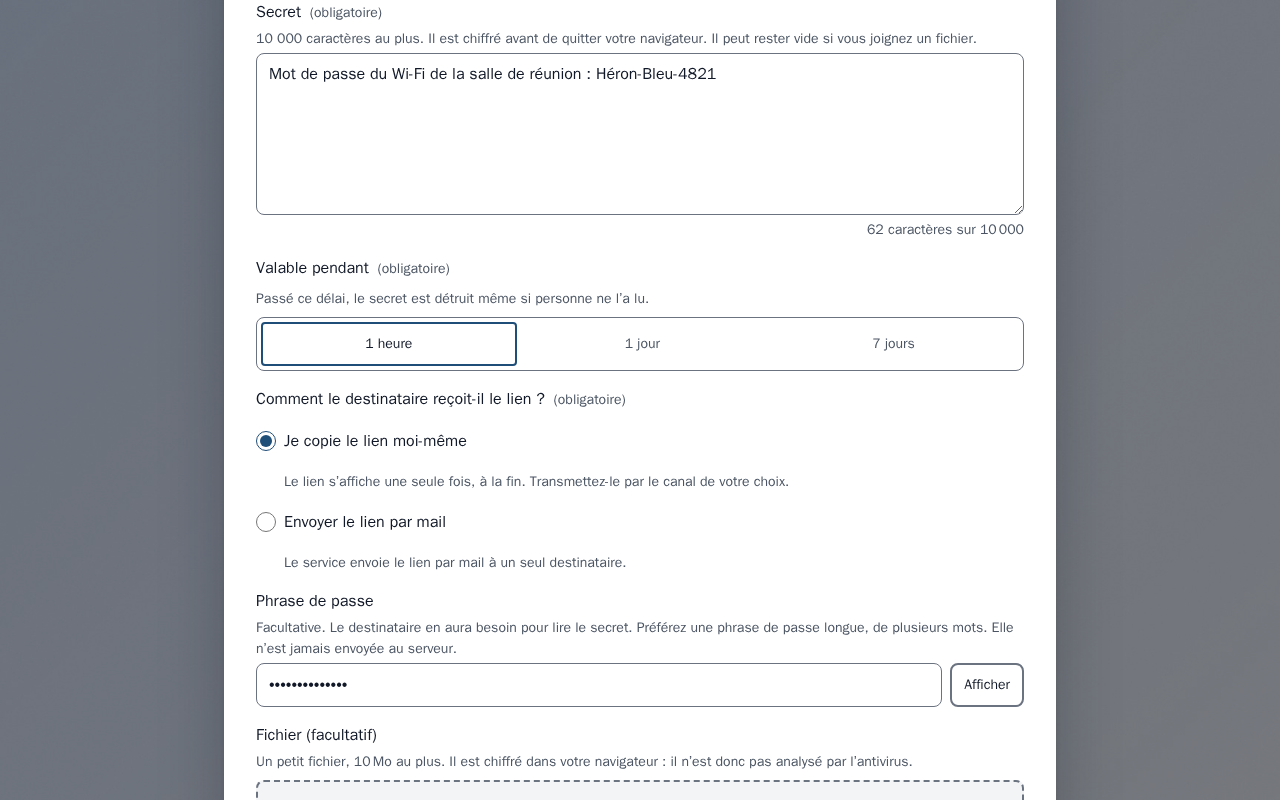 Secret (obligatoire)
10 000 caractères au plus. Il est chiffré avant de quitter votre navigateur. Il peut rester vide si vous joignez un fichier.
Mot de passe du Wi-Fi de la salle de réunion : Héron-Bleu-4821
62 caractères sur 10 000
Valable pendant (obligatoire)
Passé ce délai, le secret est détruit même si personne ne l’a lu.
1 heure 1 jour 7 jours
Comment le destinataire reçoit-il le lien ? (obligatoire)
Je copie le lien moi-même
Le lien s’affiche une seule fois, à la fin. Transmettez-le par le canal de votre choix.
Envoyer le lien par mail
Le service envoie le lien par mail à un seul destinataire.
Phrase de passe
Facultative. Le destinataire en aura besoin pour lire le secret. Préférez une phrase de passe longue, de plusieurs mots. Elle
n’est jamais envoyée au serveur.
•••••••••••••• Afficher
Fichier (facultatif)
Un petit fichier, 10 Mo au plus. Il est chiffré dans votre navigateur : il n’est donc pas analysé par l’antivirus.